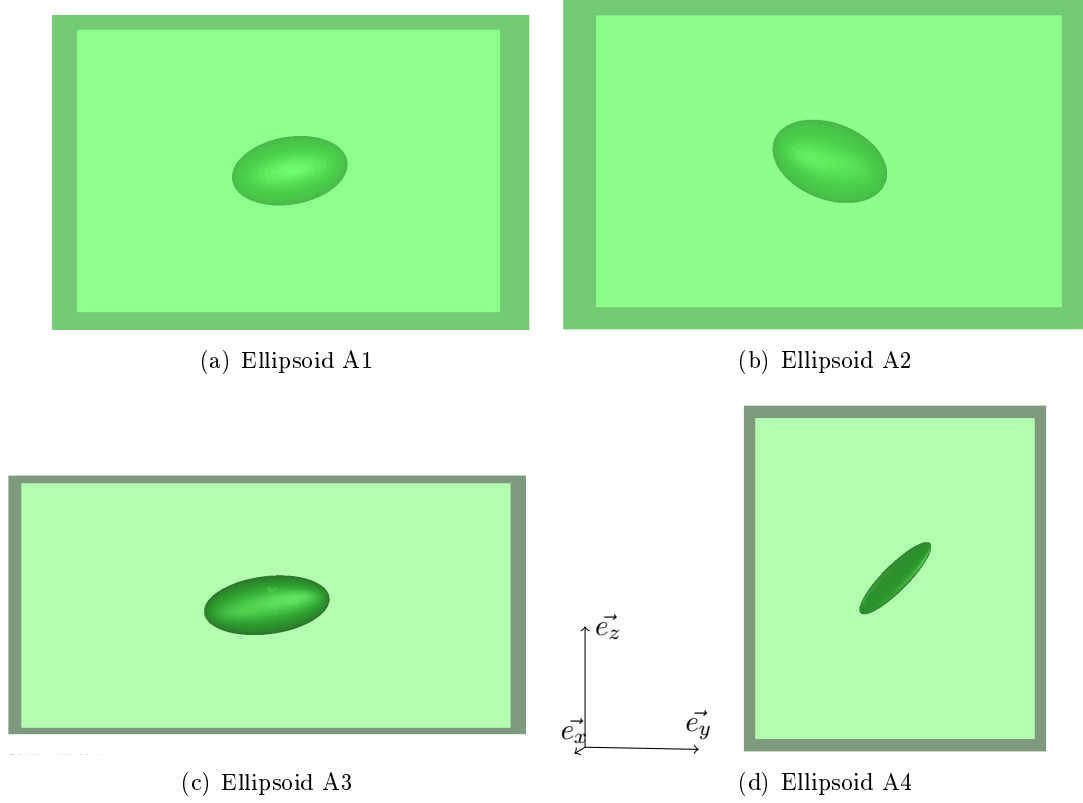 (a) Ellipsoid A1
(b) Ellipsoid A2
e⃗z
e⃗x
e⃗y
(c) Ellipsoid A3
(d) Ellipsoid A4